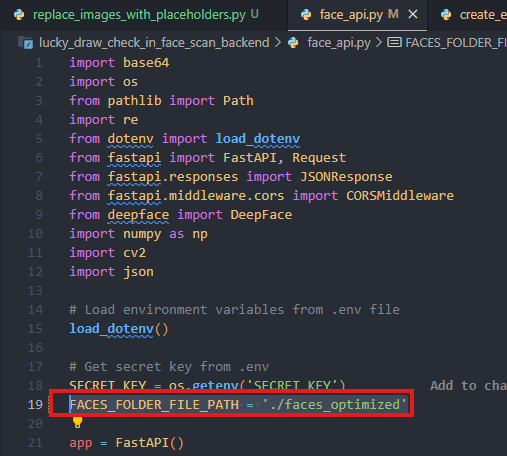 replace_images_with_placeholders.py U
face_api.py M
create_e
lucky_draw_check_in_face_scan_backend > face_api.py > FACES_FOLDER_FI
1 import base64
2 import os
3 from pathlib import Path
4 import re
5 from dotenv import load_dotenv
6 from fastapi import FastAPI, Request
7 from fastapi.responses import JSONResponse
8 from fastapi.middleware.cors import CORSMiddleware
9 from deepface import DeepFace
10 import numpy as np
11 import cv2
12 import json
13
14 # Load environment variables from .env file
15 load_dotenv()
16
17 # Get secret key from .env
18 SECRET_KEY = os.getenv('SECRET_KEY') Add to cha
19 FACES_FOLDER_FILE_PATH = './faces_optimized'
20
21 app = FastAPI()